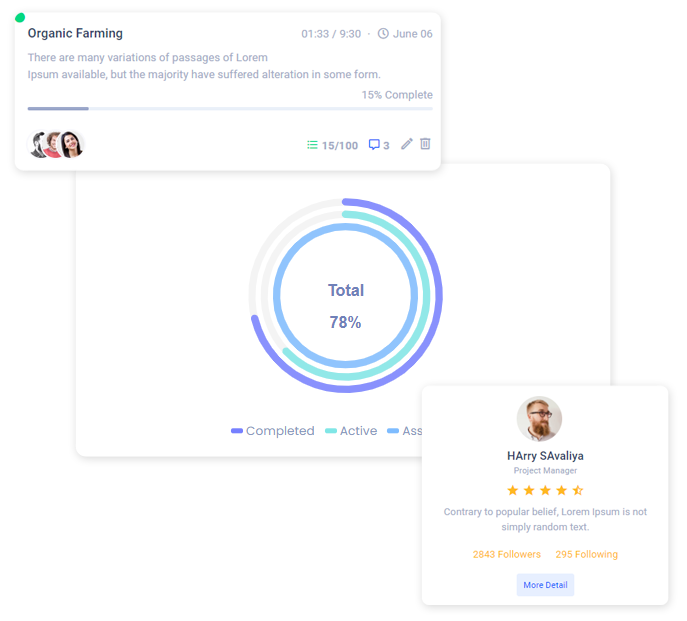 Organic Farming
01:33 / 9:30 · June 06
There are many variations of passages of Lorem
Ipsum available, but the majority have suffered alteration in some form.
15% Complete
15/100 3
Total
78%
Completed Active Ass
HArry SAvaliya
Project Manager
Contrary to popular belief, Lorem Ipsum is not
simply random text.
2843 Followers 295 Following
More Detail